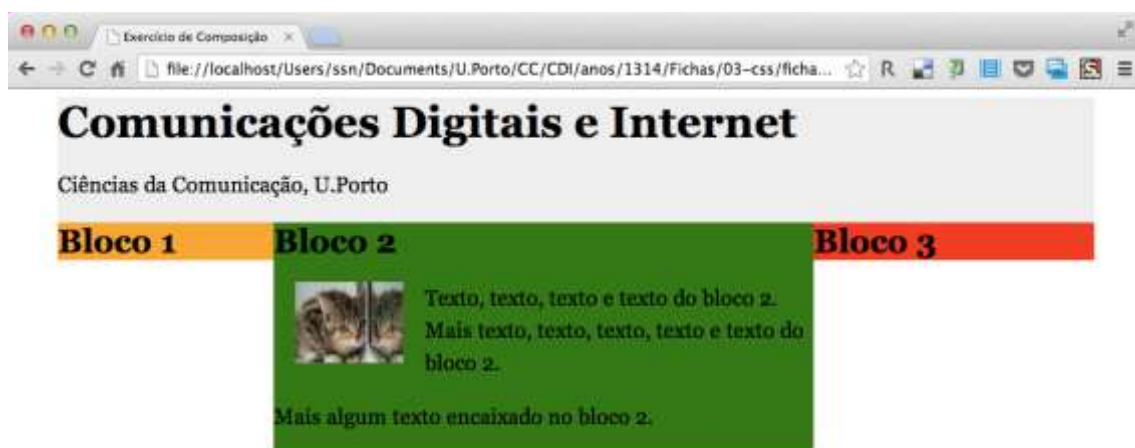 Exercício de Composição
file://localhost/Users/ssn/Documents/U.Porto/CC/CDI/anos/1314/Fichas/03-css/ficha...
Comunicações Digitais e Internet
Ciências da Comunicação, U.Porto
Bloco 1
Bloco 2
Texto, texto, texto e texto do bloco 2.
Mais texto, texto, texto, texto e texto do
bloco 2.
Mais algum texto encaixado no bloco 2.
Bloco 3